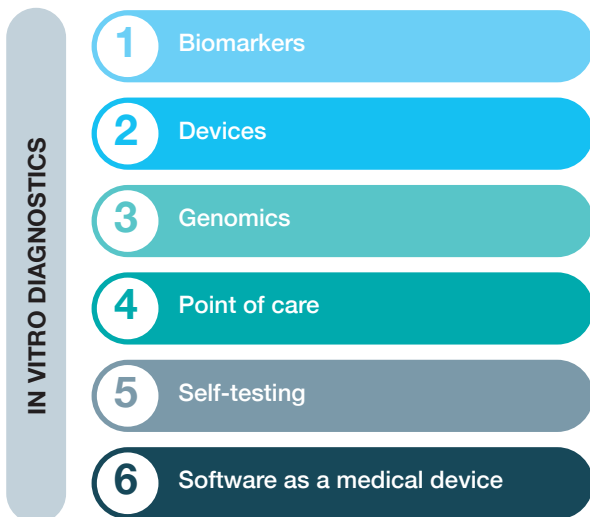 IN VITRO DIAGNOSTICS
1 Biomarkers
2 Devices
3 Genomics
4 Point of care
5 Self-testing
6 Software as a medical device